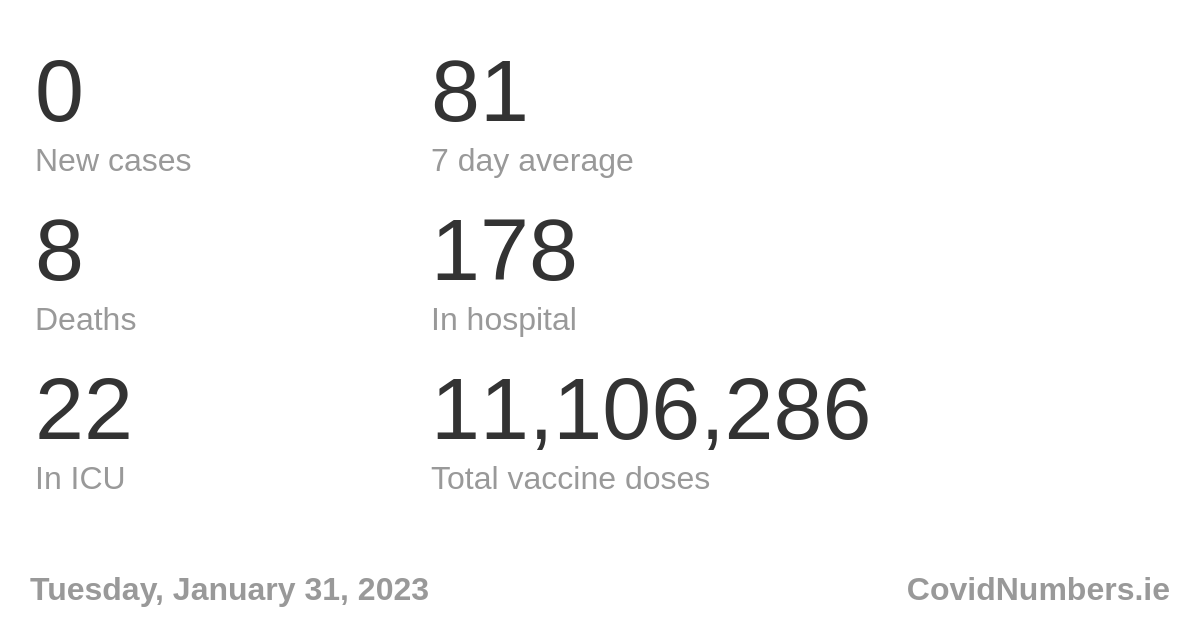 0
81
New cases
7 day average
8
178
Deaths
In hospital
22
11,106,286
In ICU
Total vaccine doses
Tuesday, January 31, 2023
CovidNumbers.ie